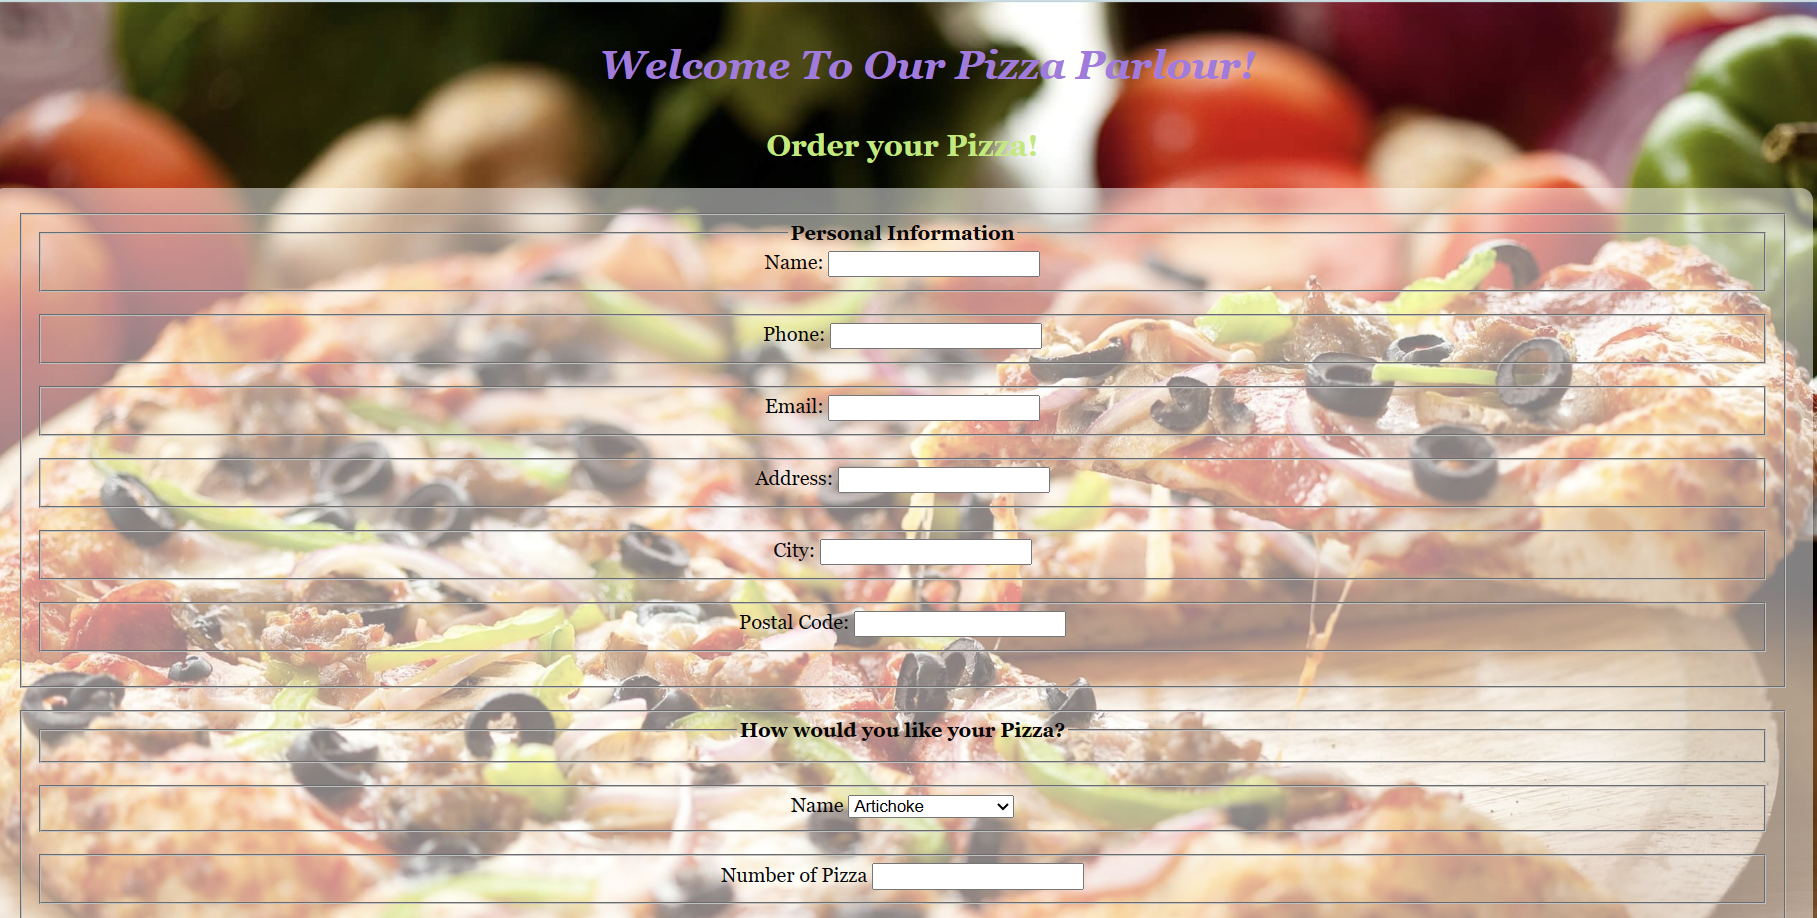 Welcome To Our Pizza Parlour!
Order your Pizza!
Personal Information
Name:
Phone:
Email:
Address:
City:
Postal Code:
How would you like your Pizza?
Name Artichoke
Number of Pizza